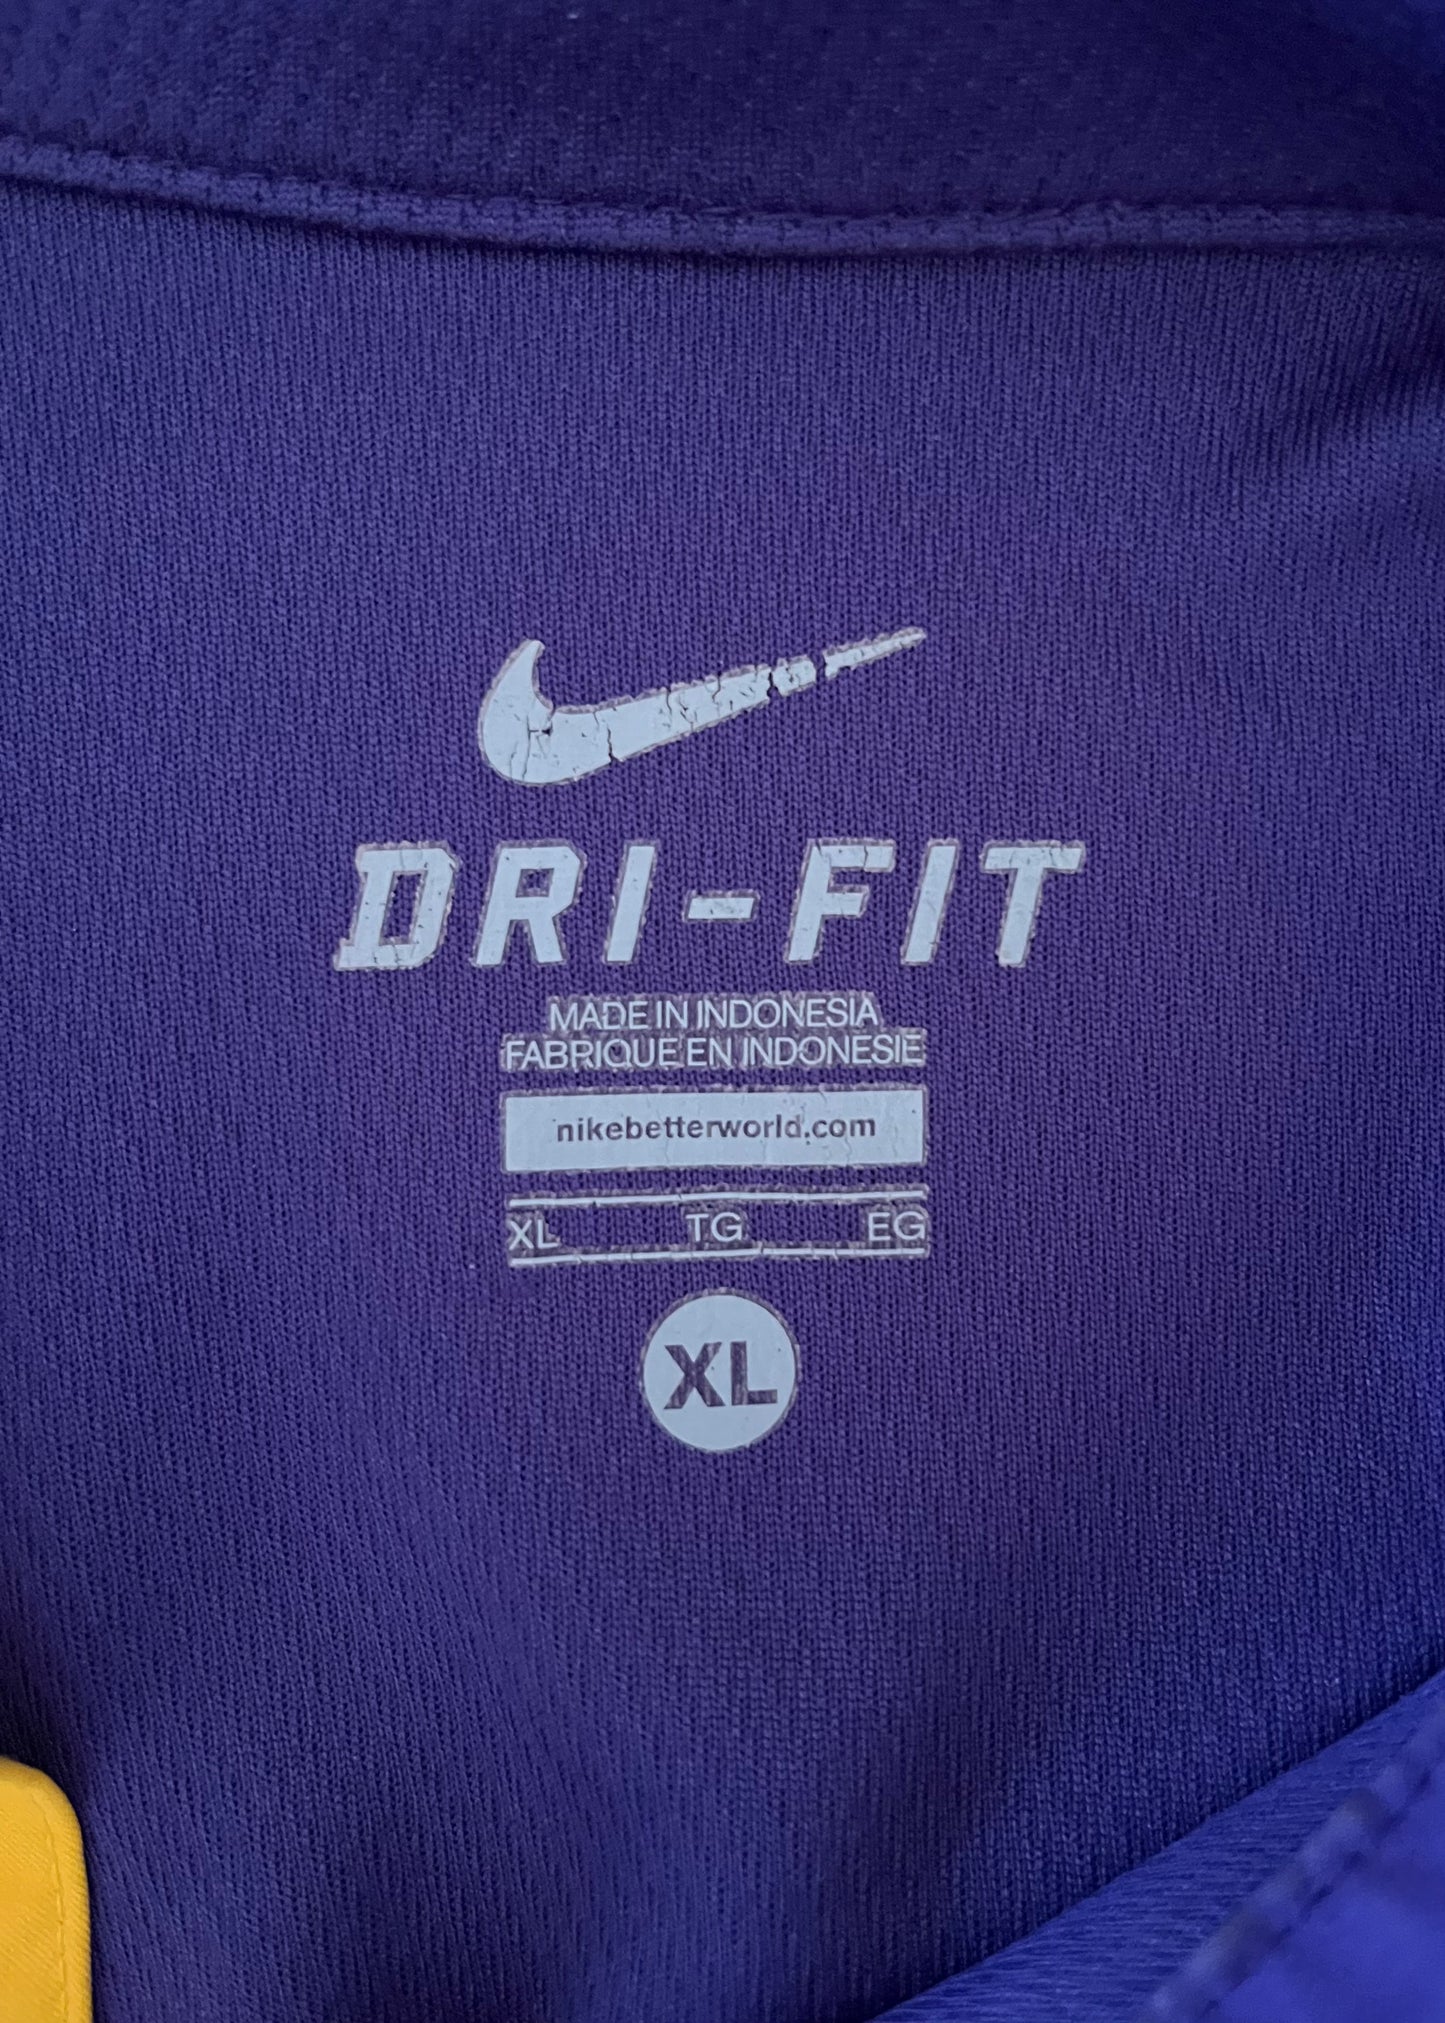 DRI-FIT
MADE IN INDONESIA
FABRIQUE EN INDONESIE
nikebetterworld.com
XL TG EG
XL